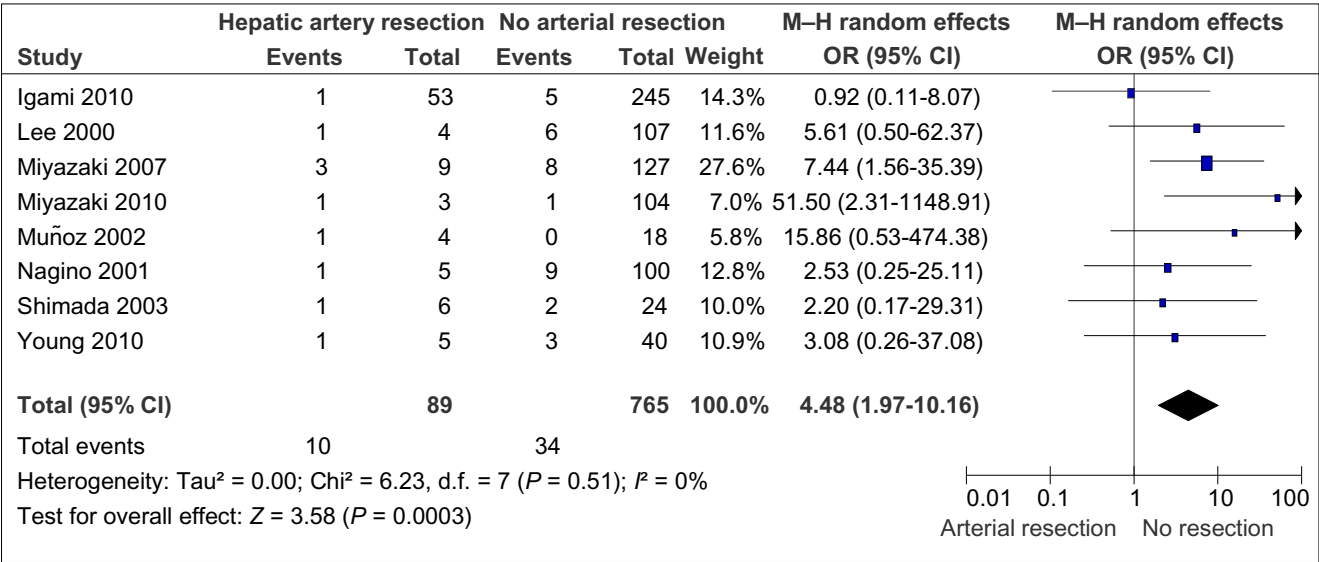 Hepatic artery resection No arterial resection M–H random effects M–H random effects
Study Events Total Events Total Weight OR (95% CI) OR (95% CI)
Igami 2010 1 53 5 245 14.3% 0.92 (0.11-8.07)
Lee 2000 1 4 6 107 11.6% 5.61 (0.50-62.37)
Miyazaki 2007 3 9 8 127 27.6% 7.44 (1.56-35.39)
Miyazaki 2010 1 3 1 104 7.0% 51.50 (2.31-1148.91)
Muñoz 2002 1 4 0 18 5.8% 15.86 (0.53-474.38)
Nagino 2001 1 5 9 100 12.8% 2.53 (0.25-25.11)
Shimada 2003 1 6 2 24 10.0% 2.20 (0.17-29.31)
Young 2010 1 5 3 40 10.9% 3.08 (0.26-37.08)
Total (95% CI) 89 765 100.0% 4.48 (1.97-10.16)
Total events 10 34
Heterogeneity: Tau² = 0.00; Chi² = 6.23, d.f. = 7 (P = 0.51); I² = 0%
Test for overall effect: Z = 3.58 (P = 0.0003)
0.01 0.1 1 10 100
Arterial resection No resection